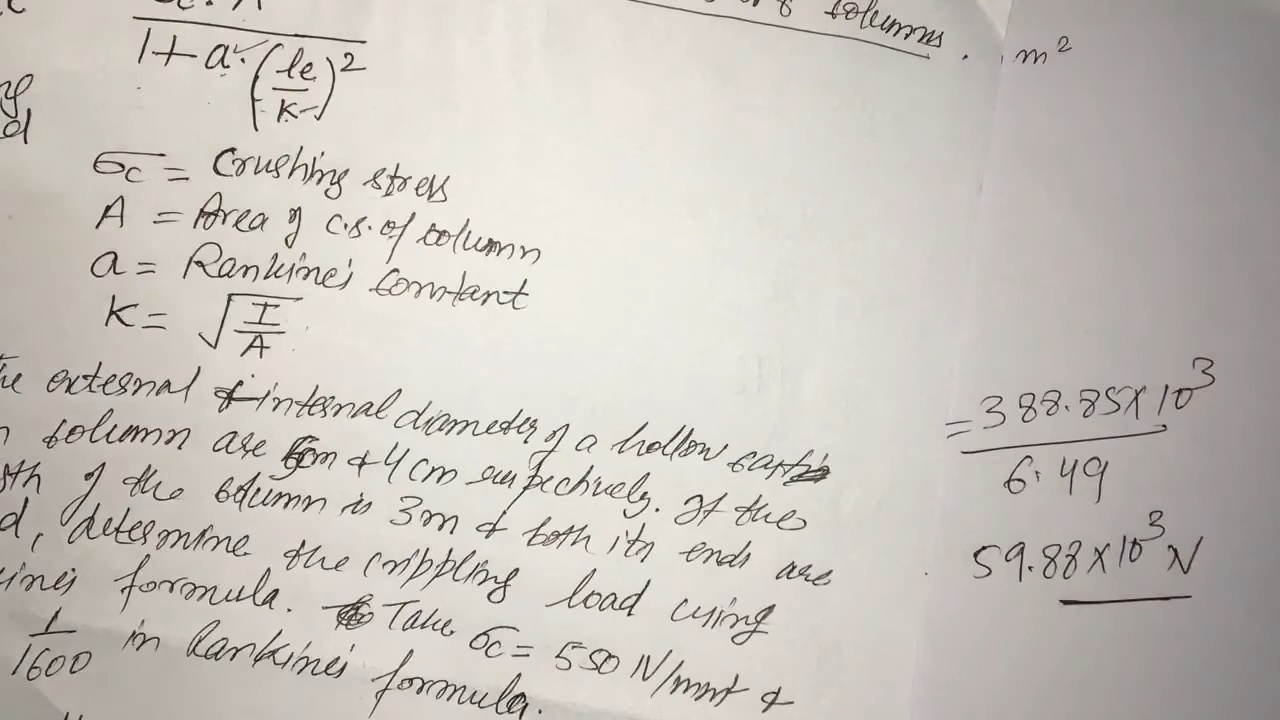 columns. m²
1+a.(le/K)²
σc = Crushing stress
A = Area of c.s. of column
a = Rankine's constant
K = √(I/A)
external & internal diameter of a hollow cast
column are 5cm & 4cm respectively. If the
of the column is 3m & both its ends are
d, determine the crippling load using
formula. Take σc = 550 N/mm² &
1/1600 in Rankine's formula.
= 388.85×10³
6.49
59.88×10³ N